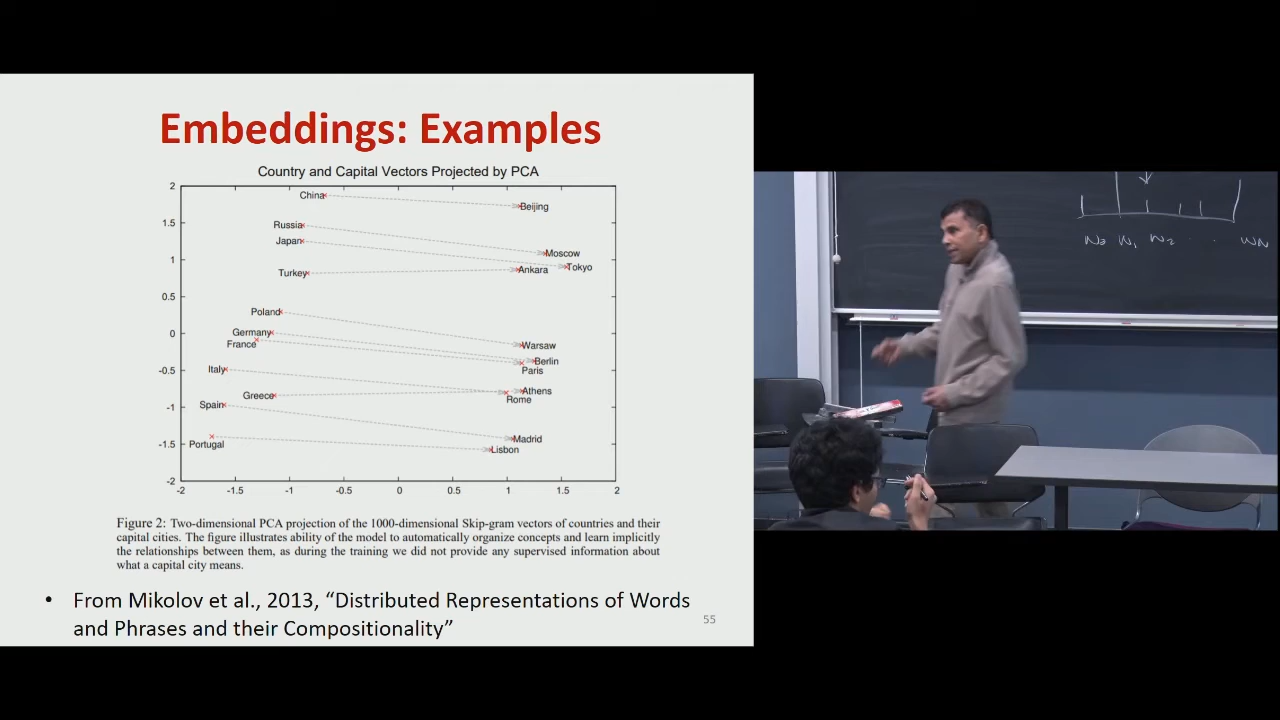 Embeddings: Examples
Country and Capital Vectors Projected by PCA
2
China
Beijing
1.5
Russia
Japan
Moscow
1
Turkey
Ankara
Tokyo
0.5
Poland
0
Germany
France
Warsaw
Berlin
Paris
-0.5
Italy
Greece
Athens
Rome
-1
Spain
Madrid
-1.5
Portugal
Lisbon
-2
-2 -1.5 -1 -0.5 0 0.5 1 1.5 2
Figure 2: Two-dimensional PCA projection of the 1000-dimensional Skip-gram vectors of countries and their
capital cities. The figure illustrates ability of the model to automatically organize concepts and learn implicitly
the relationships between them, as during the training we did not provide any supervised information about
what a capital city means.
• From Mikolov et al., 2013, “Distributed Representations of Words
and Phrases and their Compositionality”
55